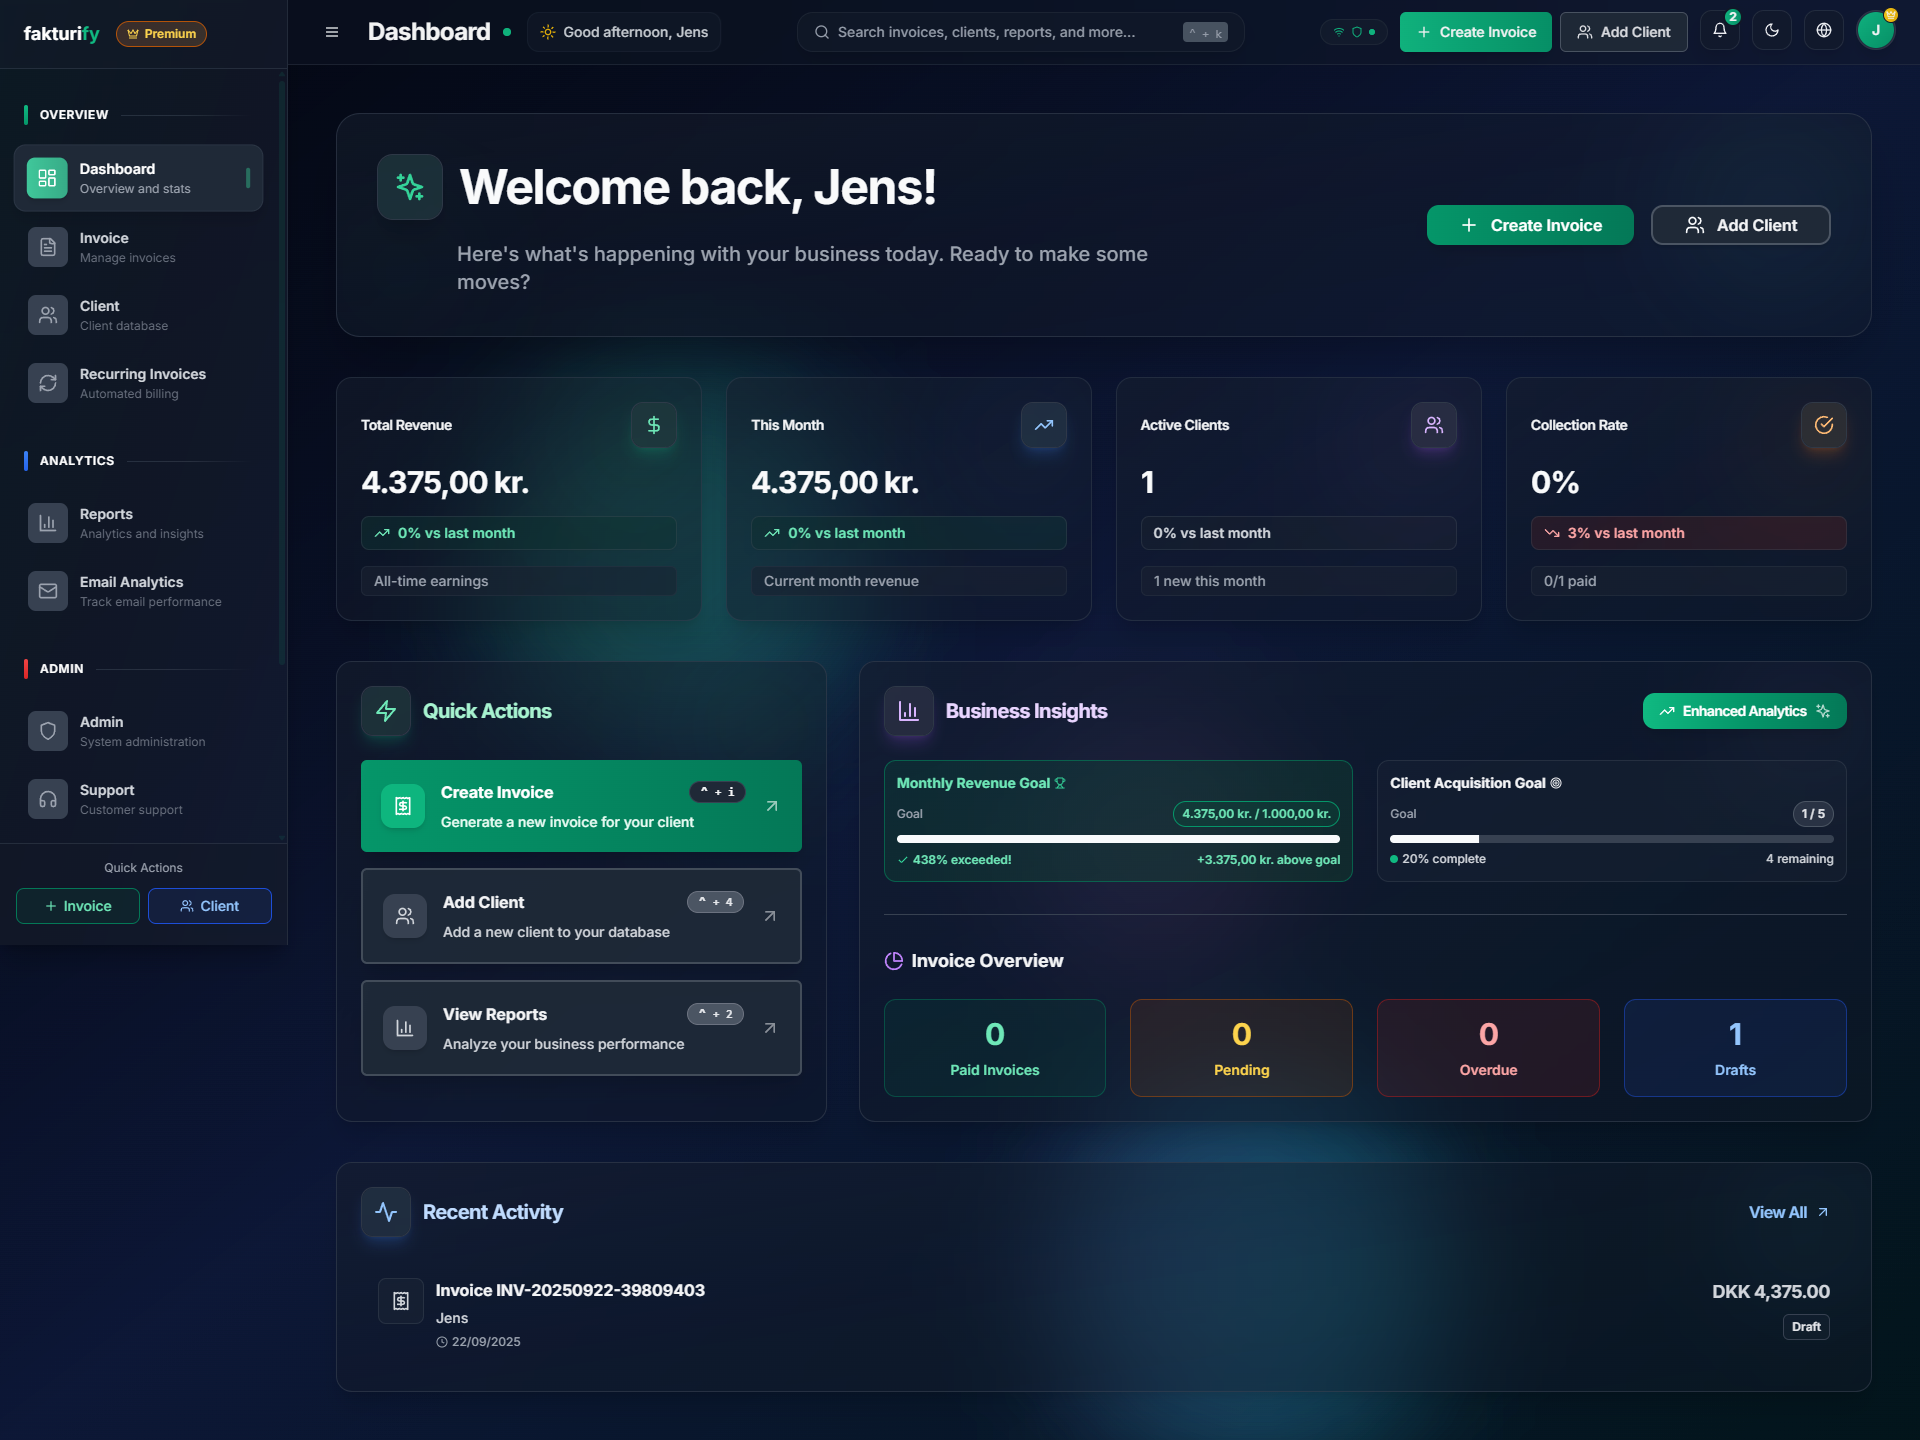 fakturify
Premium
OVERVIEW
Dashboard
Overview and stats
Invoice
Manage invoices
Client
Client database
Recurring Invoices
Automated billing
ANALYTICS
Reports
Analytics and insights
Email Analytics
Track email performance
ADMIN
Admin
System administration
Support
Customer support
Quick Actions
+ Invoice
Client
Dashboard
Good afternoon, Jens
Search invoices, clients, reports, and more...
^ + k
+ Create Invoice
Add Client
2
J
Welcome back, Jens!
Here's what's happening with your business today. Ready to make some
moves?
+ Create Invoice
Add Client
Total Revenue
4.375,00 kr.
0% vs last month
All-time earnings
This Month
4.375,00 kr.
0% vs last month
Current month revenue
Active Clients
1
0% vs last month
1 new this month
Collection Rate
0%
3% vs last month
0/1 paid
Quick Actions
Create Invoice
^ + i
Generate a new invoice for your client
Add Client
^ + 4
Add a new client to your database
View Reports
^ + 2
Analyze your business performance
Business Insights
Enhanced Analytics
Monthly Revenue Goal
Goal
4.375,00 kr. / 1.000,00 kr.
438% exceeded!
+3.375,00 kr. above goal
Client Acquisition Goal
Goal
1 / 5
20% complete
4 remaining
Invoice Overview
0
Paid Invoices
0
Pending
0
Overdue
1
Drafts
Recent Activity
View All
Invoice INV-20250922-39809403
Jens
22/09/2025
DKK 4,375.00
Draft